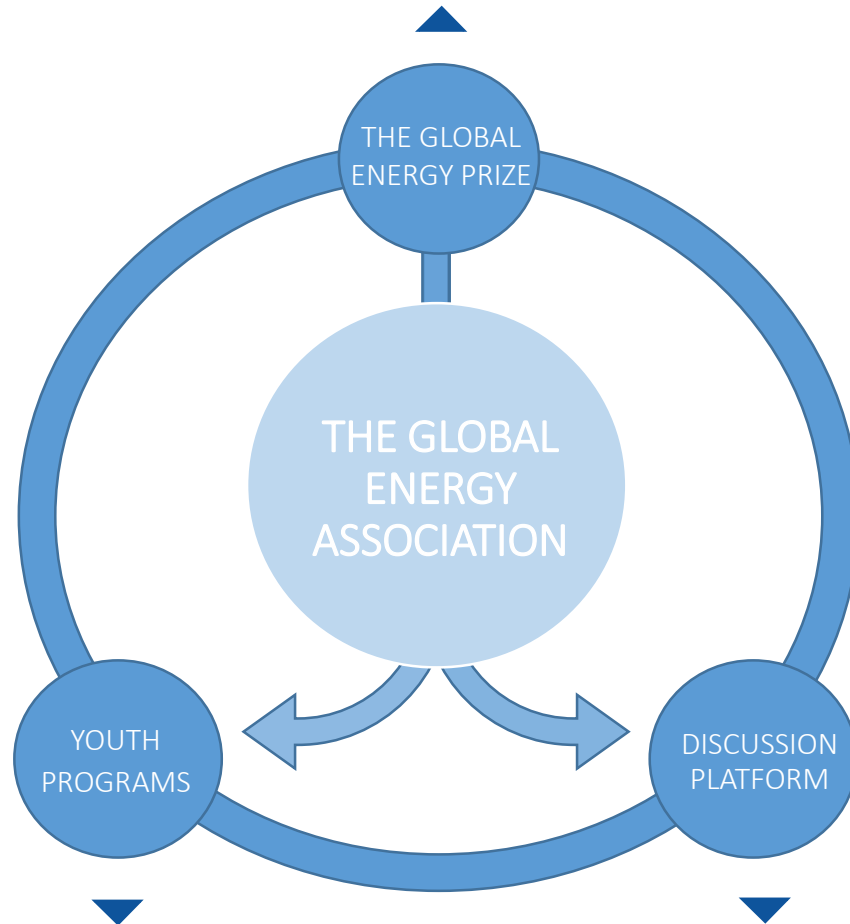 THE GLOBAL
ENERGY PRIZE
THE GLOBAL
ENERGY
ASSOCIATION
YOUTH
PROGRAMS
DISCUSSION
PLATFORM